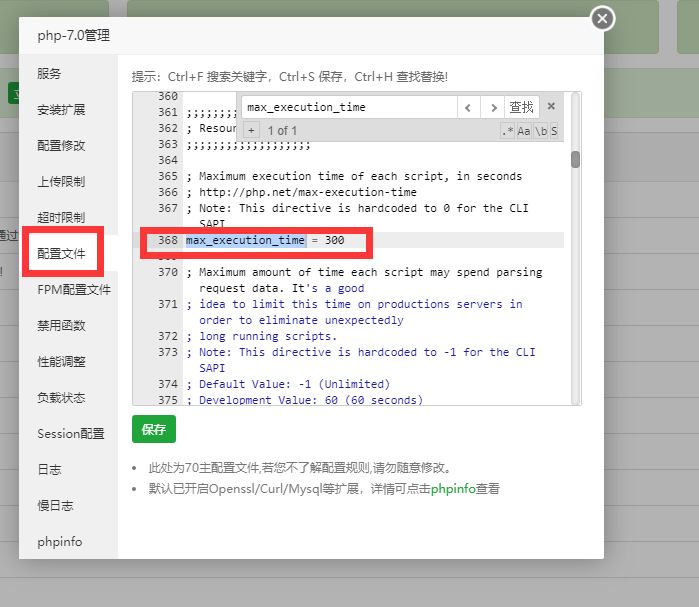 php-7.0管理
服务
安装扩展
配置修改
上传限制
超时限制
配置文件
FPM配置文件
禁用函数
性能调整
负载状态
Session配置
日志
慢日志
phpinfo
通过
!
提示：Ctrl+F 搜索关键字，Ctrl+S 保存，Ctrl+H 查找替换!
max_execution_time
查找
+ 1 of 1
.* Aa \b S
360
361 ;;;;;;;;
362 ; Resour
363 ;;;;;;;;;;;;;;;;;;;
364
365 ; Maximum execution time of each script, in seconds
366 ; http://php.net/max-execution-time
367 ; Note: This directive is hardcoded to 0 for the CLI
SAPI
368 max_execution_time = 300
370 ; Maximum amount of time each script may spend parsing
request data. It's a good
371 ; idea to limit this time on productions servers in
order to eliminate unexpectedly
372 ; long running scripts.
373 ; Note: This directive is hardcoded to -1 for the CLI
SAPI
374 ; Default Value: -1 (Unlimited)
375 ; Development Value: 60 (60 seconds)
保存
此处为70主配置文件,若您不了解配置规则,请勿随意修改。
默认已开启Openssl/Curl/Mysql等扩展，详情可点击phpinfo查看